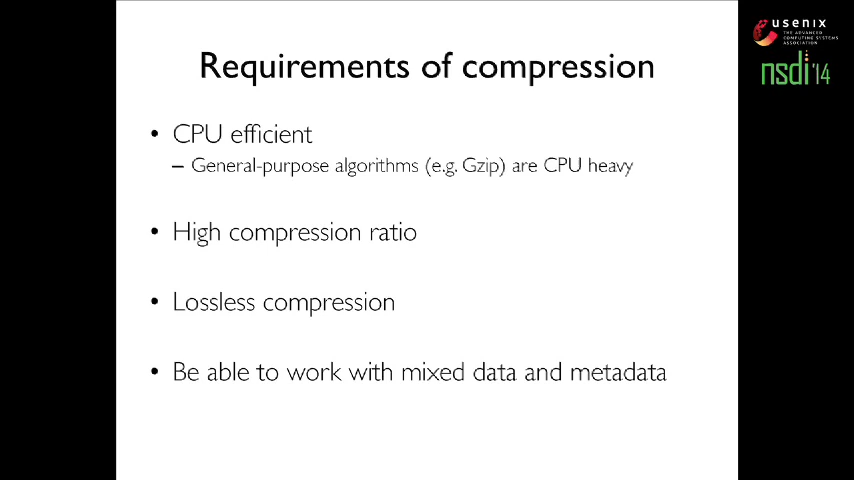 Requirements of compression
• CPU efficient
– General-purpose algorithms (e.g. Gzip) are CPU heavy
• High compression ratio
• Lossless compression
• Be able to work with mixed data and metadata
usenix
THE ADVANCED
COMPUTING SYSTEMS
ASSOCIATION
nsdi '14